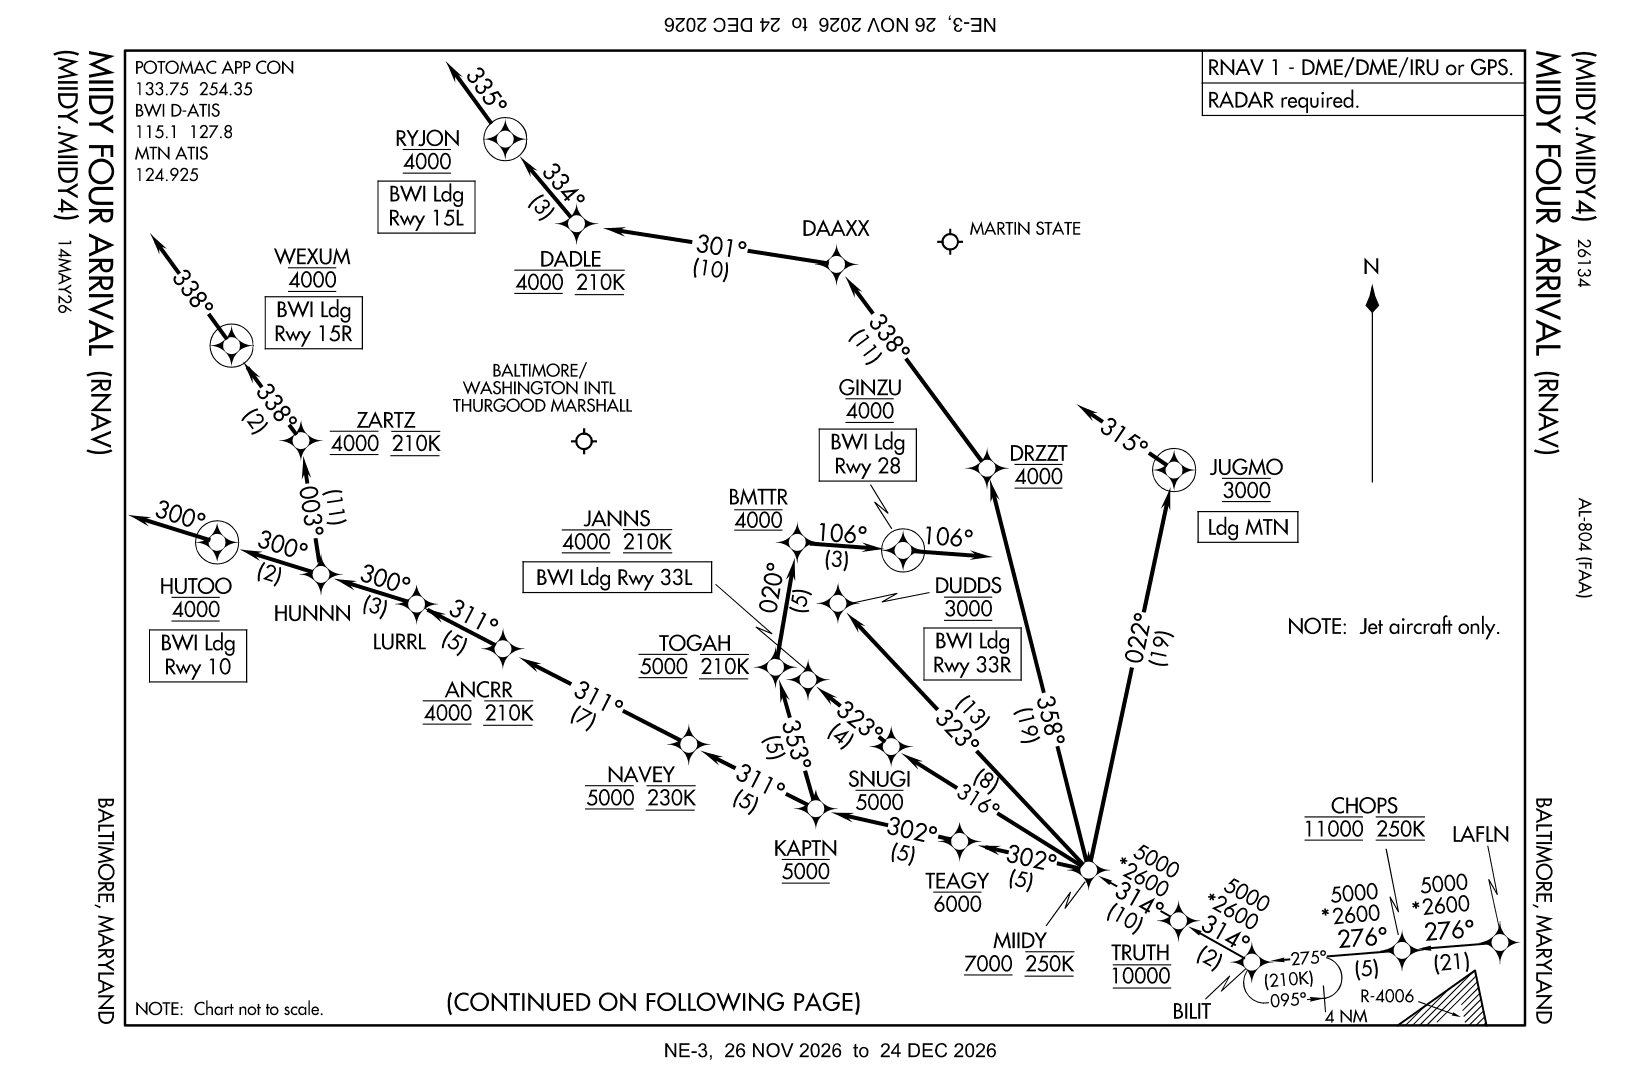 NE-3, 26 NOV 2026 to 24 DEC 2026
(MIIDY.MIIDY4) 14MAY26
MIIDY FOUR ARRIVAL (RNAV)
BALTIMORE, MARYLAND
(MIIDY.MIIDY4) 26134
MIIDY FOUR ARRIVAL (RNAV)
AL-804 (FAA)
BALTIMORE, MARYLAND
POTOMAC APP CON
133.75 254.35
BWI D-ATIS
115.1 127.8
MTN ATIS
124.925
RNAV 1 - DME/DME/IRU or GPS.
RADAR required.
335°
RYJON
4000
BWI Ldg
Rwy 15L
334°
(3)
DADLE
4000 210K
301°
(10)
DAAXX
MARTIN STATE
N
338°
WEXUM
4000
BWI Ldg
Rwy 15R
338°
(2)
ZARTZ
4000 210K
BALTIMORE/
WASHINGTON INTL
THURGOOD MARSHALL
338°
(11)
GINZU
4000
BWI Ldg
Rwy 28
DRZZT
4000
315°
JUGMO
3000
Ldg MTN
003°
(11)
300°
HUTOO
4000
BWI Ldg
Rwy 10
300°
(2)
HUNNN
300°
(3)
LURRL
311°
(5)
ANCRR
4000 210K
JANNS
4000 210K
BWI Ldg Rwy 33L
BMTTR
4000
106°
(3)
106°
020°
(5)
DUDDS
3000
BWI Ldg
Rwy 33R
TOGAH
5000 210K
022°
(19)
NOTE: Jet aircraft only.
311°
(7)
NAVEY
5000 230K
311°
(5)
353°
(5)
323°
(4)
SNUGI
5000
(13)
323°
(8)
316°
358°
(19)
KAPTN
5000
302°
(5)
TEAGY
6000
302°
(5)
MIIDY
7000 250K
5000
*2600
314°
(10)
TRUTH
10000
5000
*2600
314°
(2)
BILIT
275°
(210K)
095°
4 NM
CHOPS
11000 250K
5000
*2600
276°
(5)
LAFLN
5000
*2600
276°
(21)
R-4006
NOTE: Chart not to scale.
(CONTINUED ON FOLLOWING PAGE)
NE-3, 26 NOV 2026 to 24 DEC 2026